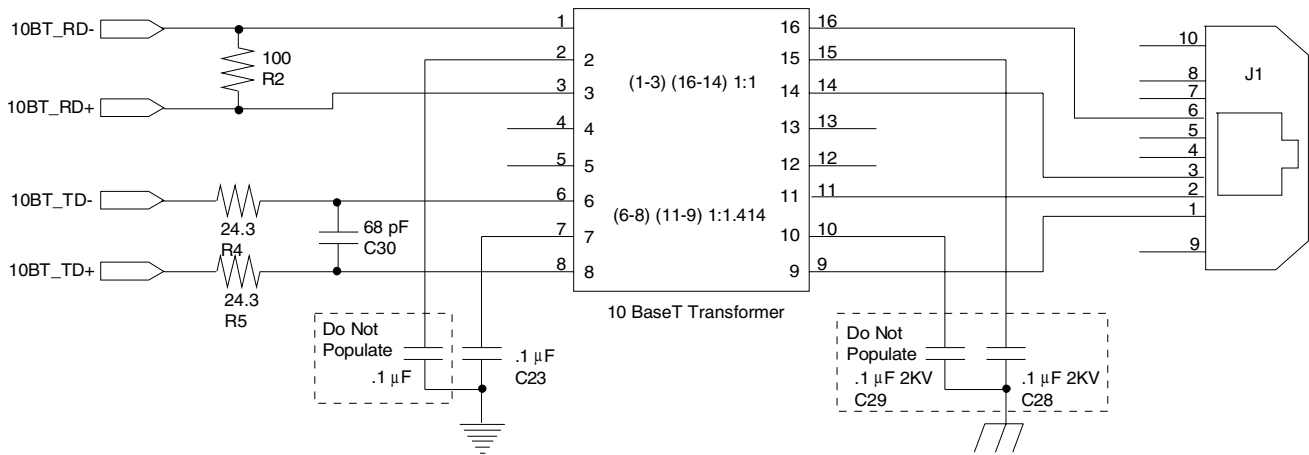 10BT_RD-
100
R2
10BT_RD+
10BT_TD-
24.3
R4
10BT_TD+
24.3
R5
68 pF
C30
1
2
3
4
5
6
7
8
2
3
4
5
6
7
8
(1-3) (16-14) 1:1
(6-8) (11-9) 1:1.414
16
15
14
13
12
11
10
9
16
15
14
13
12
11
10
9
10 BaseT Transformer
Do Not
Populate
.1 µF
.1 µF
C23
Do Not
Populate
.1 µF 2KV
C29
.1 µF 2KV
C28
10
8
7
6
5
4
3
2
1
9
J1